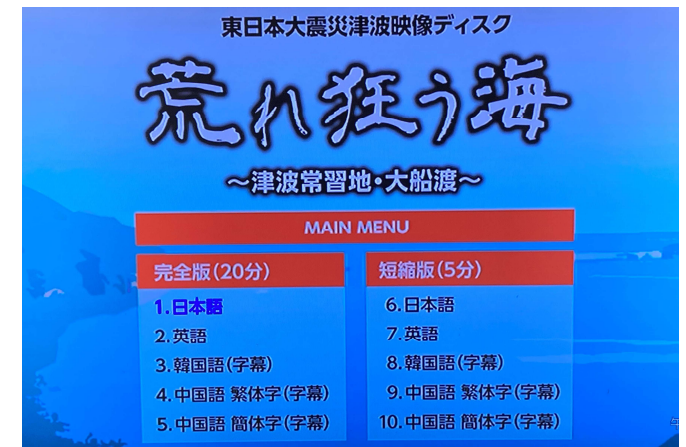 東日本大震災津波映像ディスク
荒れ狂う海
～津波常習地・大船渡～
MAIN MENU
完全版(20分)
1.日本語
2.英語
3.韓国語(字幕)
4.中国語 繁体字(字幕)
5.中国語 簡体字(字幕)
短縮版(5分)
6.日本語
7.英語
8.韓国語(字幕)
9.中国語 繁体字(字幕)
10.中国語 簡体字(字幕)